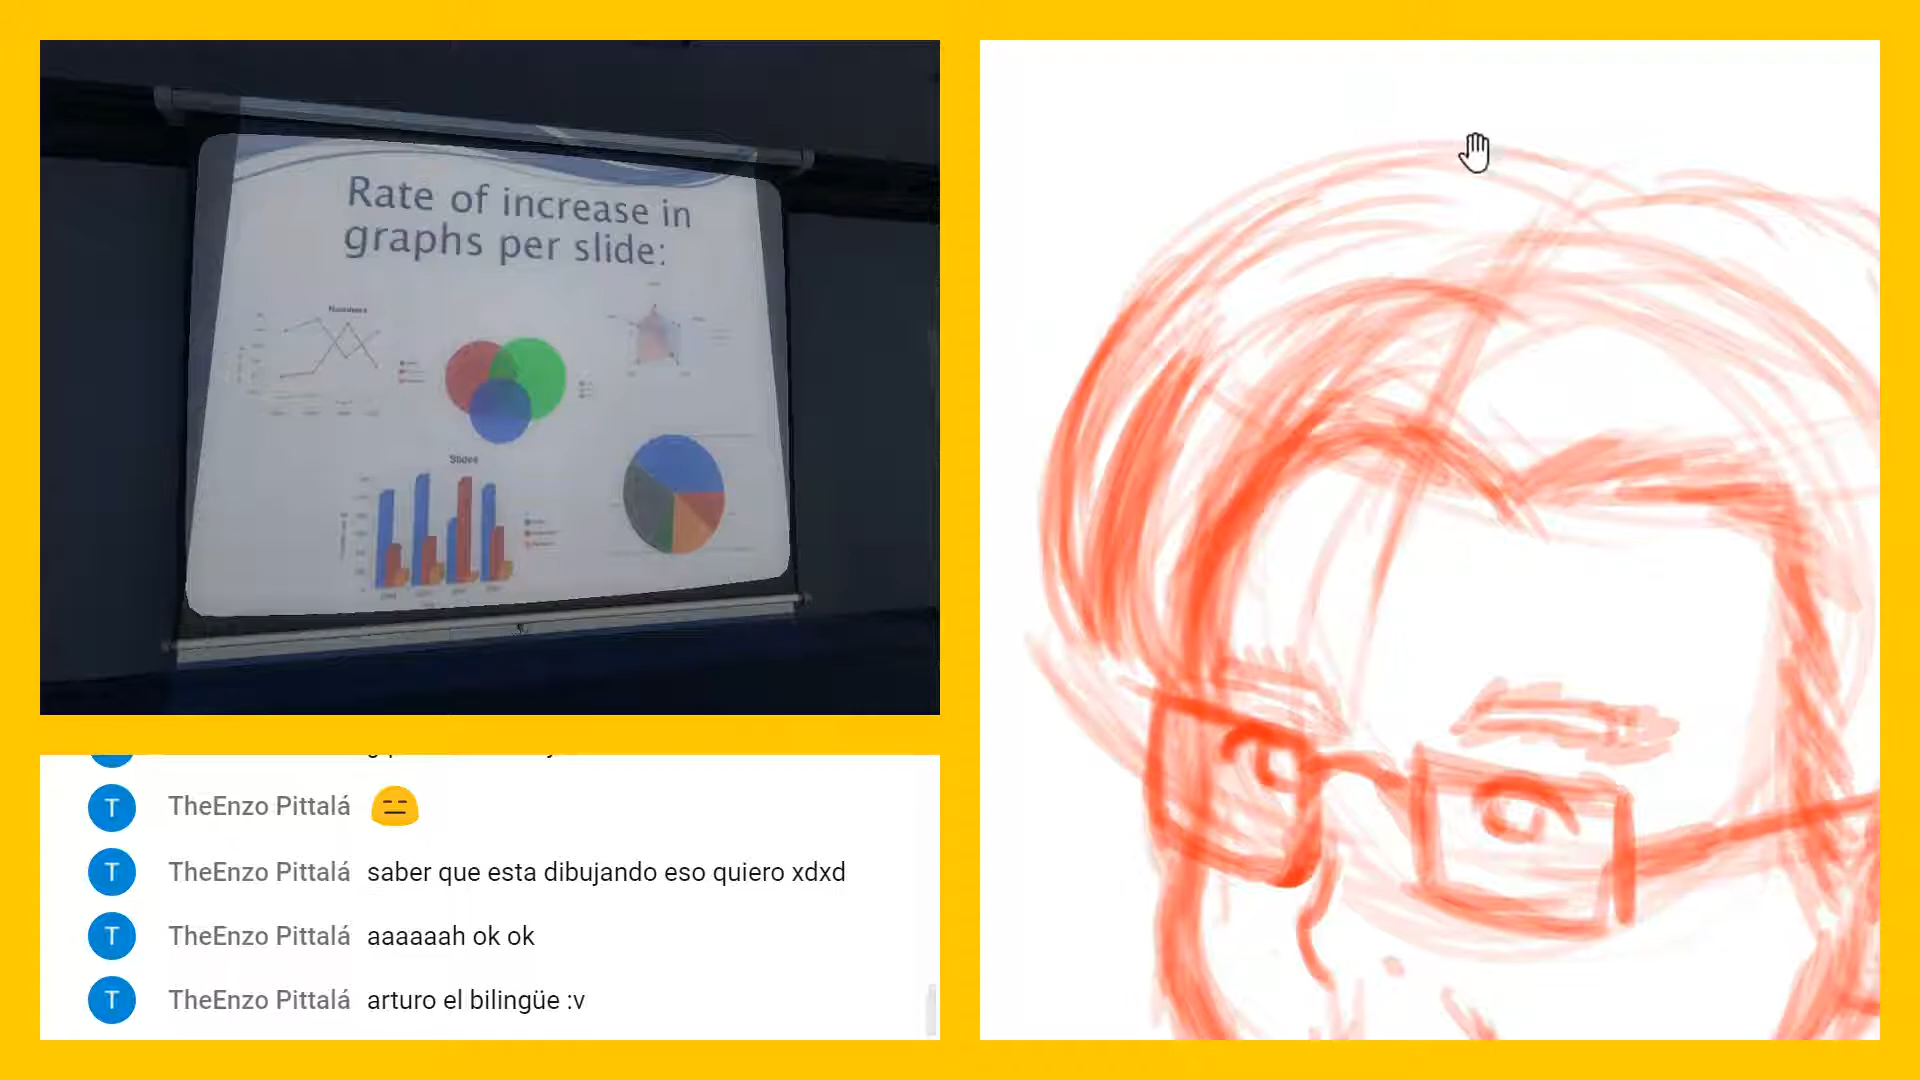 Rate of increase in
graphs per slide:
Numbers
Slides
T TheEnzo Pittalá 😑
T TheEnzo Pittalá saber que esta dibujando eso quiero xdxd
T TheEnzo Pittalá aaaaaah ok ok
T TheEnzo Pittalá arturo el bilingüe :v